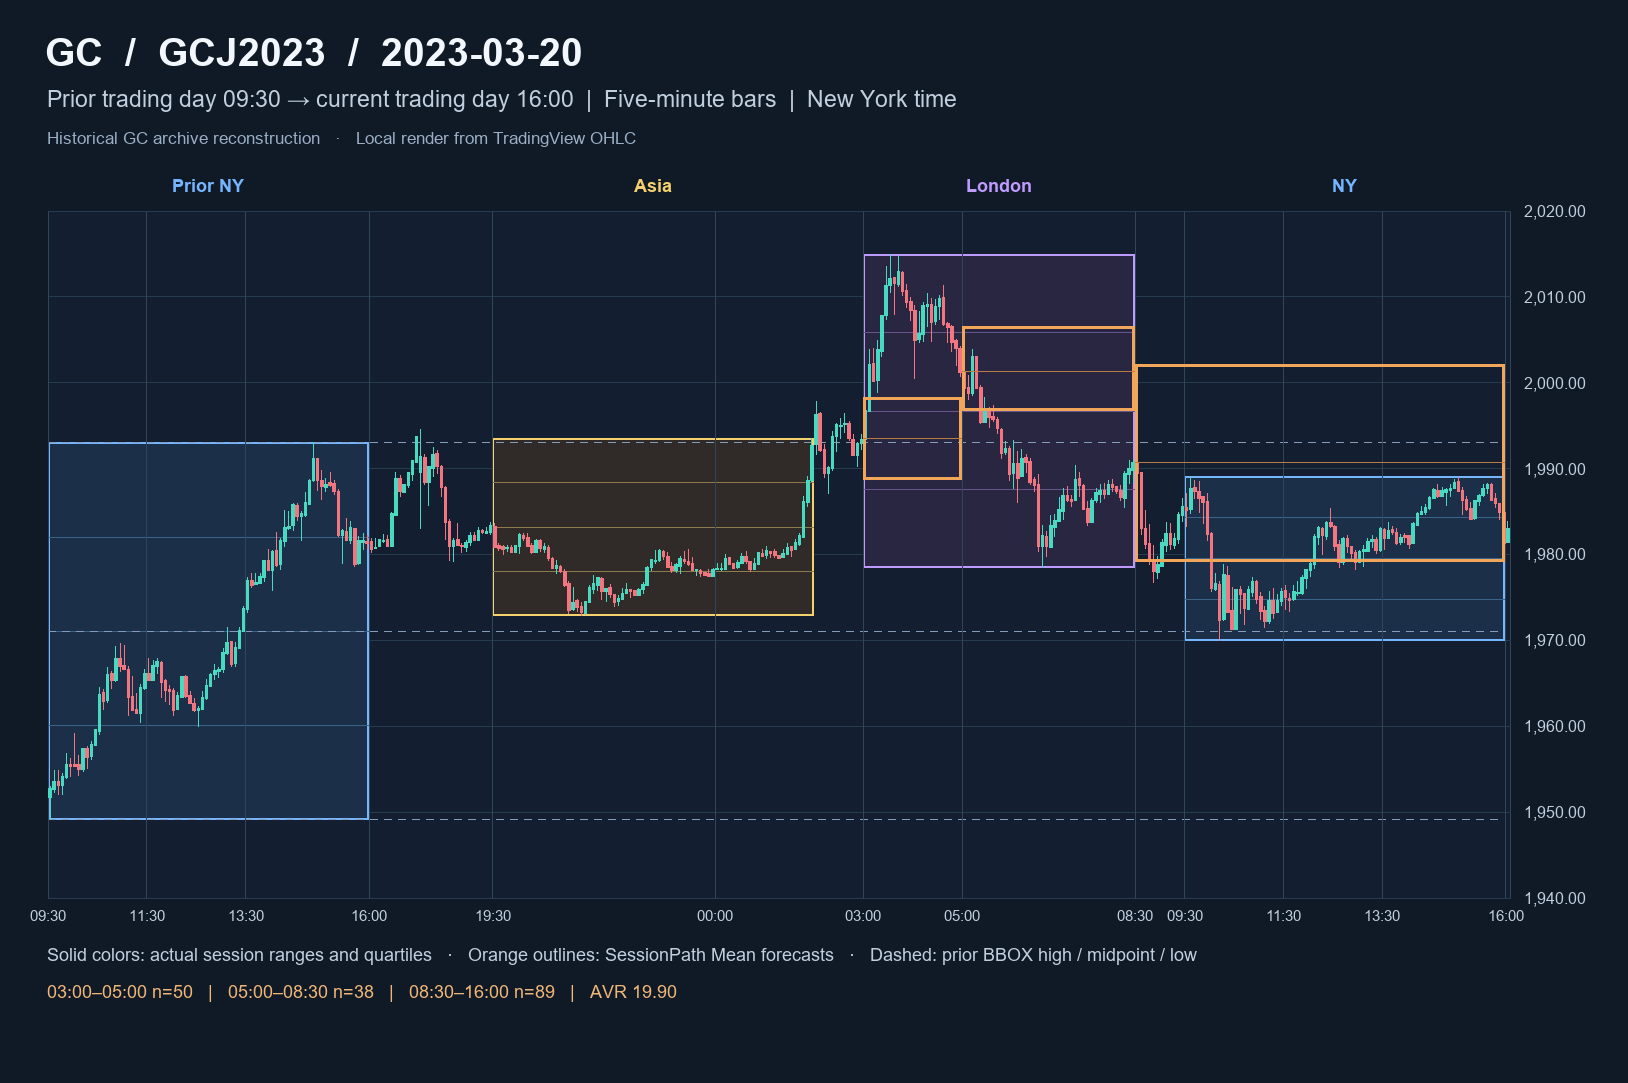 GC / GCJ2023 / 2023-03-20
Prior trading day 09:30 → current trading day 16:00 | Five-minute bars | New York time
Historical GC archive reconstruction · Local render from TradingView OHLC
Prior NY Asia London NY
2,020.00
2,010.00
2,000.00
1,990.00
1,980.00
1,970.00
1,960.00
1,950.00
1,940.00
09:30 11:30 13:30 16:00 19:30 00:00 03:00 05:00 08:30 09:30 11:30 13:30 16:00
Solid colors: actual session ranges and quartiles · Orange outlines: SessionPath Mean forecasts · Dashed: prior BBOX high / midpoint / low
03:00–05:00 n=50 | 05:00–08:30 n=38 | 08:30–16:00 n=89 | AVR 19.90